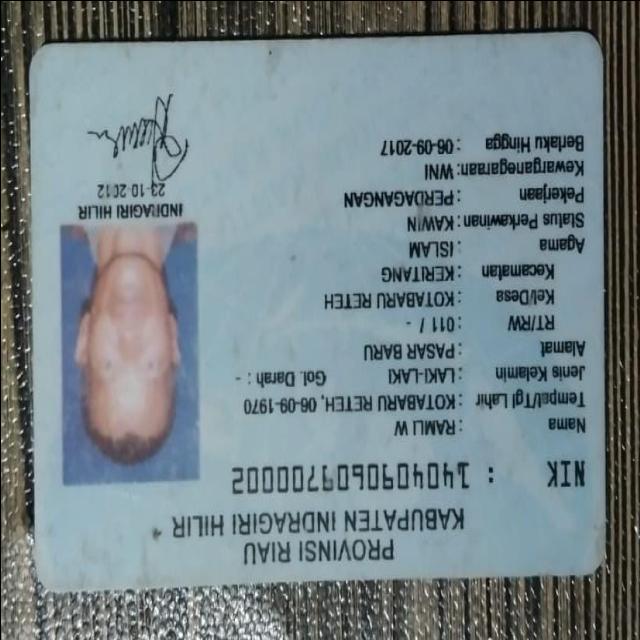 PROVINSI RIAU
KABUPATEN INDRAGIRI HILIR
NIK : 1404090609700002
Nama : RAMLI W
Tempat/Tgl Lahir : KOTABARU RETEH, 06-09-1970
Jenis Kelamin : LAKI-LAKI Gol. Darah : -
Alamat : PASAR BARU
RT/RW : 011 / -
Kel/Desa : KOTABARU RETEH
Kecamatan : KERITANG
Agama : ISLAM
Status Perkawinan: KAWIN
Pekerjaan : PERDAGANGAN
Kewarganegaraan: WNI
Berlaku Hingga : 06-09-2017
INDRAGIRI HILIR
23-10-2012